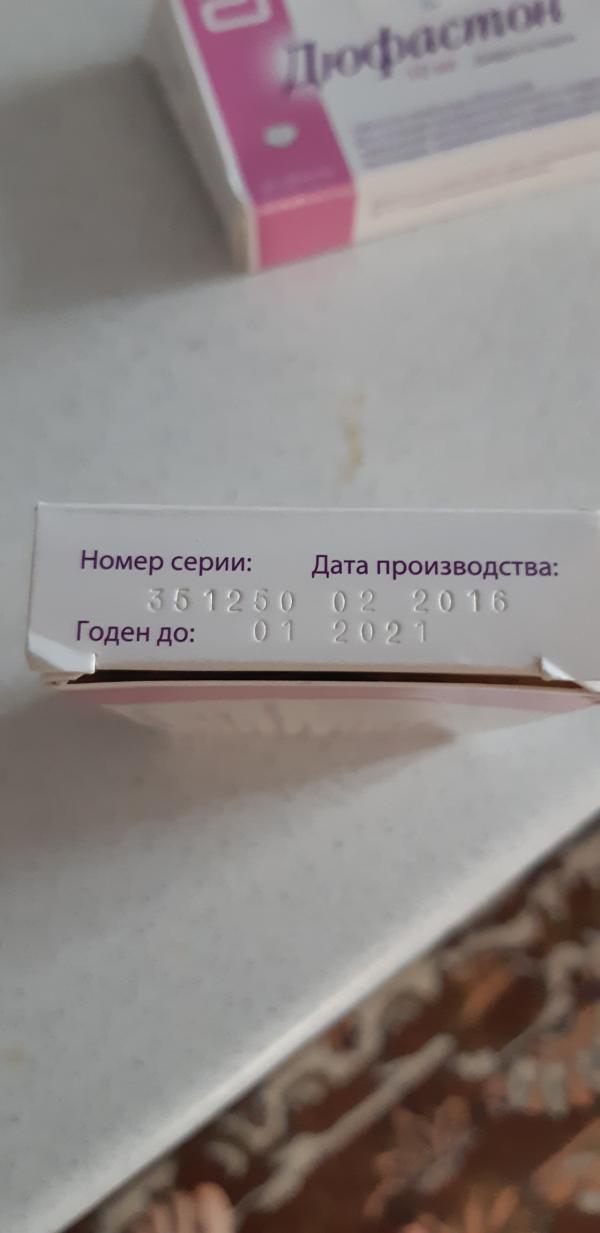 Дюфастон
Номер серии: Дата производства:
351250 02 2016
Годен до: 01 2021